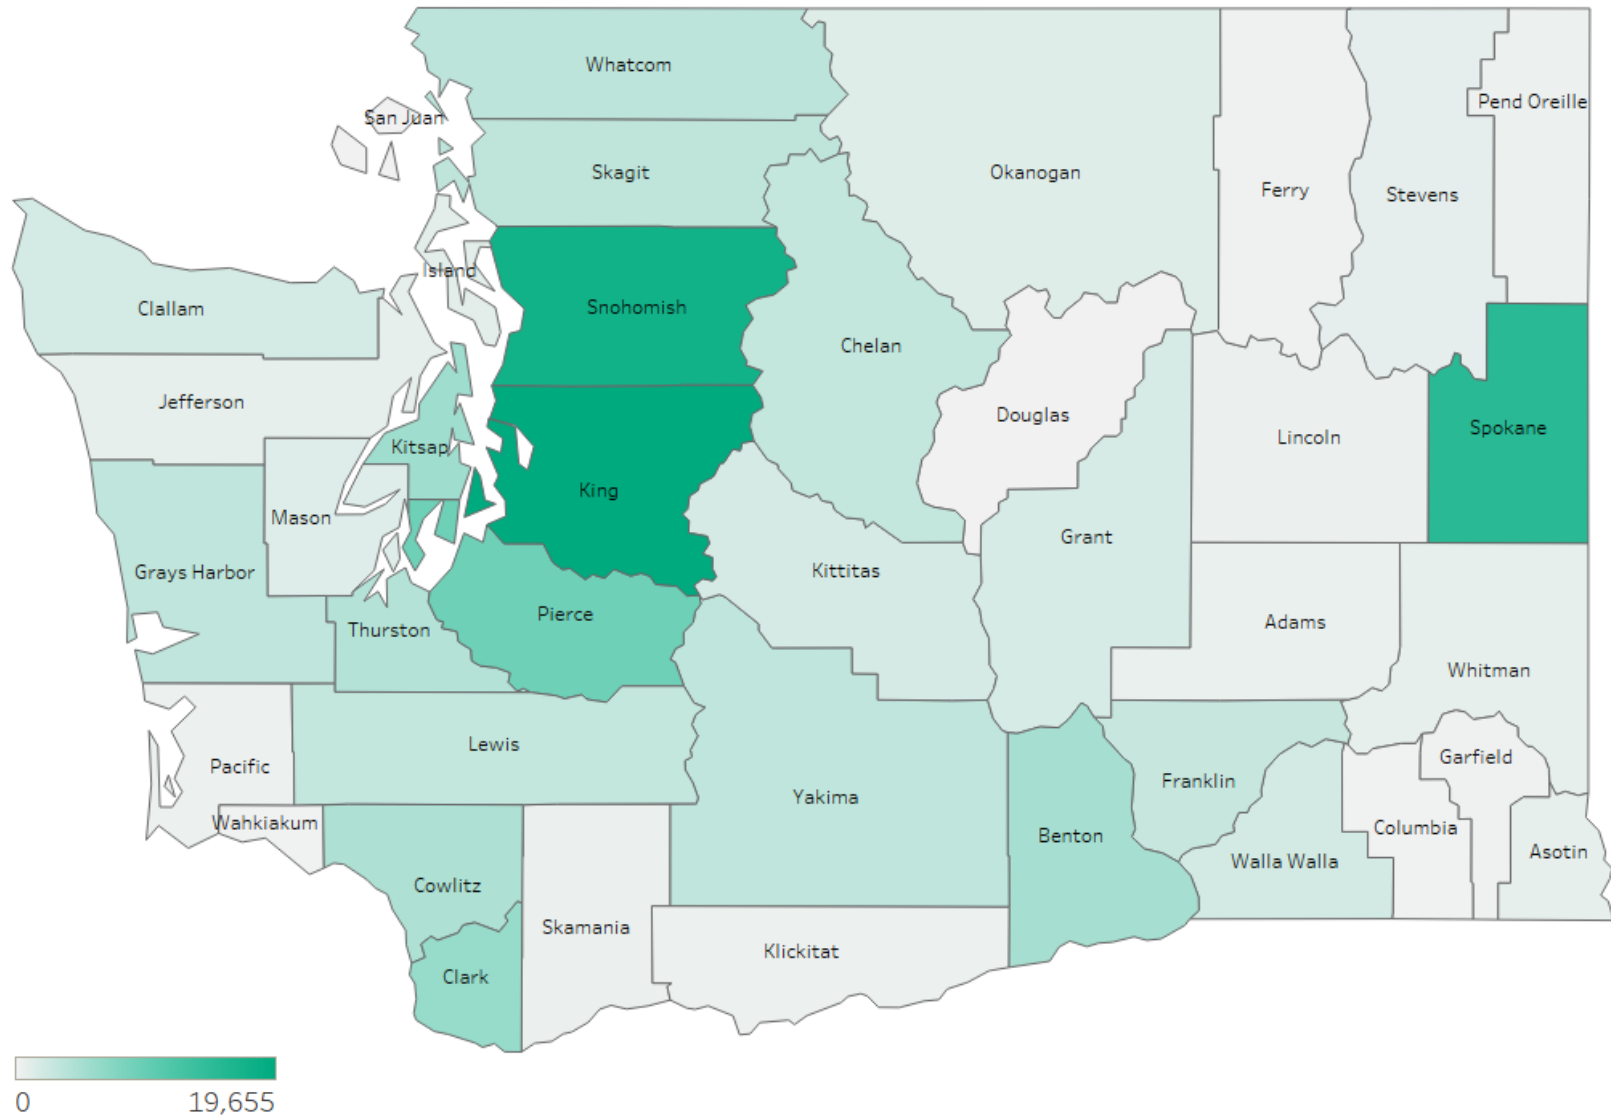 Whatcom
San Juan
Pend Oreille
Skagit
Okanogan
Ferry
Stevens
Island
Clallam
Snohomish
Chelan
Jefferson
Douglas
Spokane
Lincoln
Kitsap
King
Mason
Grant
Grays Harbor
Kittitas
Pierce
Adams
Thurston
Whitman
Lewis
Garfield
Pacific
Franklin
Yakima
Wahkiakum
Columbia
Benton
Asotin
Walla Walla
Cowlitz
Skamania
Klickitat
Clark
0 19,655